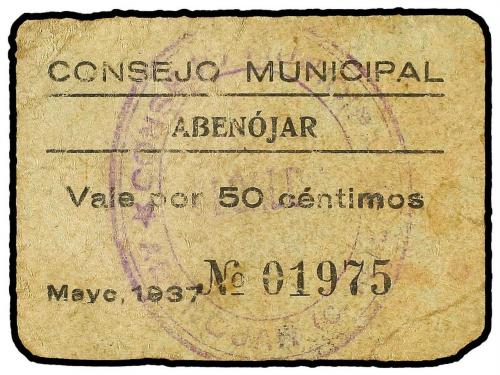 CONSEJO MUNICIPAL
ABENÓJAR
Vale por 50 céntimos
Mayo, 1937 Nº 01975